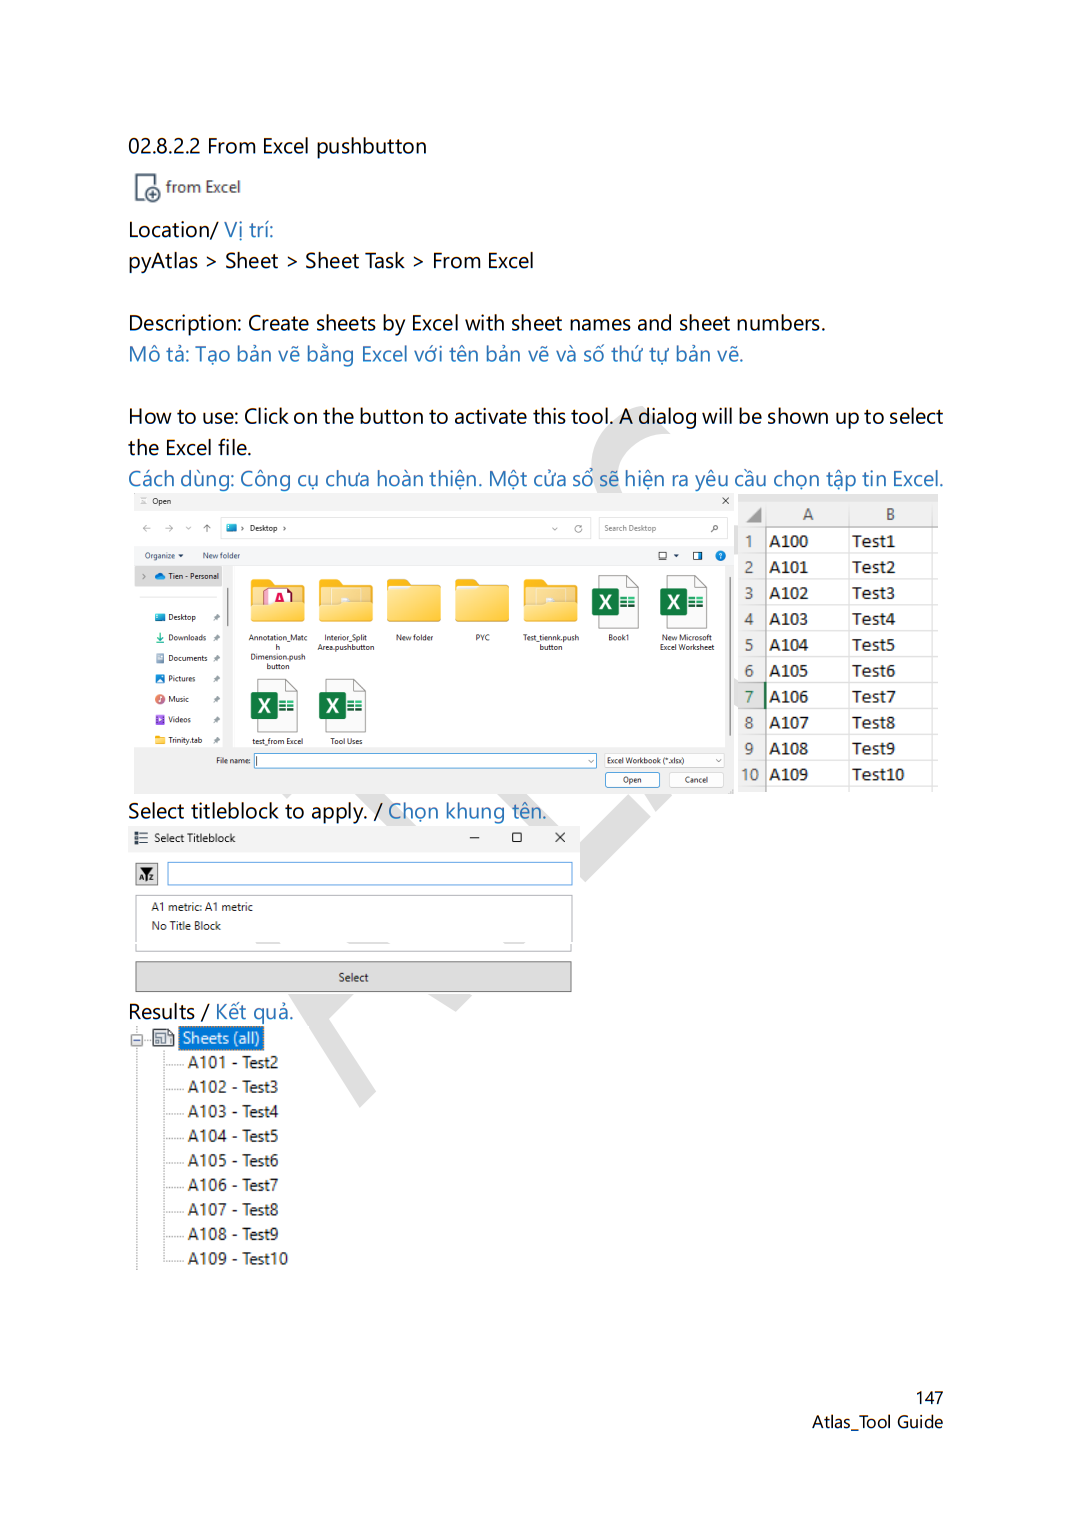 02.8.2.2 From Excel pushbutton
from Excel
Location/ Vị trí:
pyAtlas > Sheet > Sheet Task > From Excel
Description: Create sheets by Excel with sheet names and sheet numbers.
Mô tả: Tạo bản vẽ bằng Excel với tên bản vẽ và số thứ tự bản vẽ.
How to use: Click on the button to activate this tool. A dialog will be shown up to select
the Excel file.
Cách dùng: Công cụ chưa hoàn thiện. Một cửa sổ sẽ hiện ra yêu cầu chọn tập tin Excel.
Open
Desktop
Search Desktop
Organize
New folder
Tien - Personal
Desktop
Downloads
Documents
Pictures
Music
Videos
Trinity.tab
Annotation_Matc
h
Dimension.push
button
Interior_Split
Area.pushbutton
New folder
PYC
Test_tiennk.push
button
Book1
New Microsoft
Excel Worksheet
test_from Excel
Tool Uses
File name:
Excel Workbook (*.xlsx)
Open
Cancel
A B
1 A100 Test1
2 A101 Test2
3 A102 Test3
4 A103 Test4
5 A104 Test5
6 A105 Test6
7 A106 Test7
8 A107 Test8
9 A108 Test9
10 A109 Test10
Select titleblock to apply. / Chọn khung tên.
Select Titleblock
A1 metric: A1 metric
No Title Block
Select
Results / Kết quả.
Sheets (all)
A101 - Test2
A102 - Test3
A103 - Test4
A104 - Test5
A105 - Test6
A106 - Test7
A107 - Test8
A108 - Test9
A109 - Test10
147
Atlas_Tool Guide